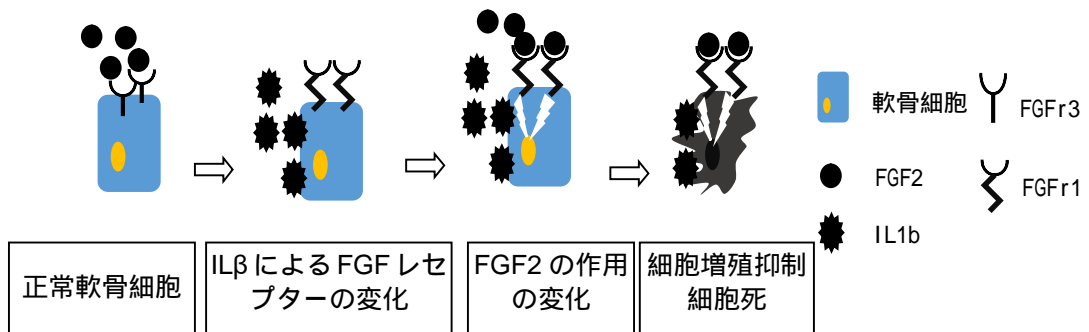 軟骨細胞
FGFr3
FGF2
FGFr1
IL1b
正常軟骨細胞
ILβによるFGFレセ
プターの変化
FGF2の作用
の変化
細胞増殖抑制
細胞死